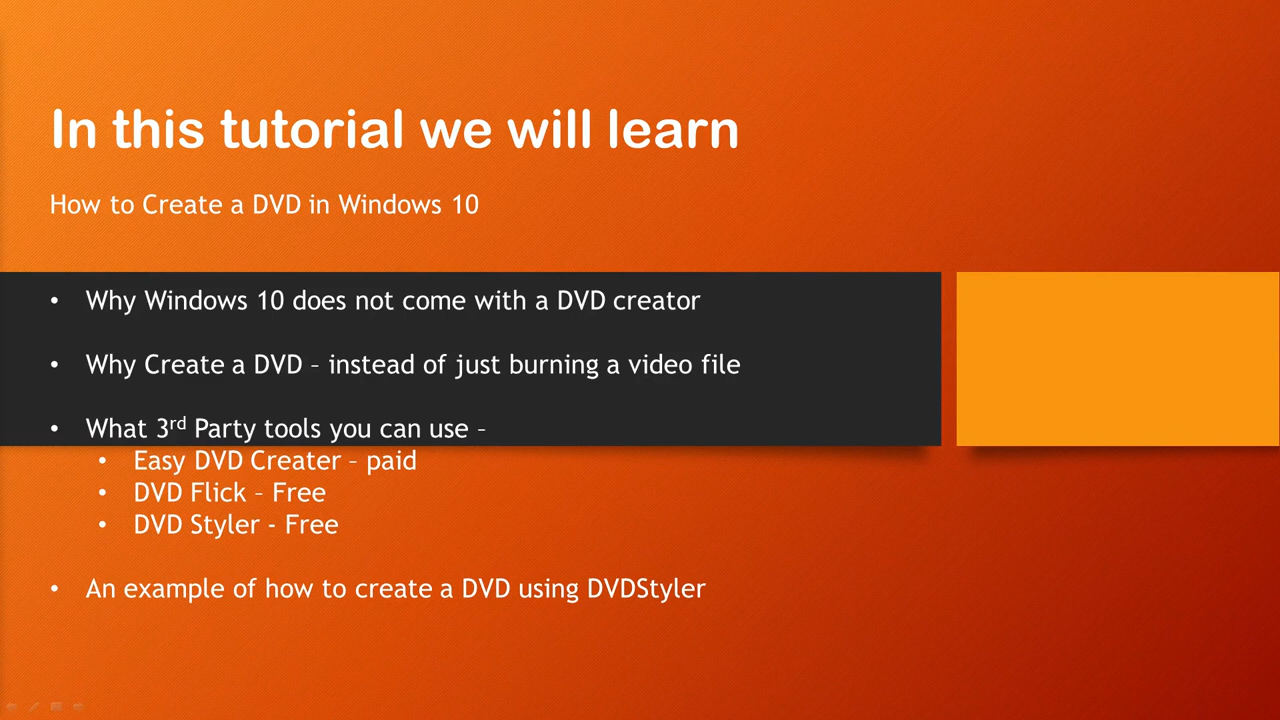 In this tutorial we will learn
How to Create a DVD in Windows 10
• Why Windows 10 does not come with a DVD creator
• Why Create a DVD – instead of just burning a video file
• What 3rd Party tools you can use –
• Easy DVD Creater – paid
• DVD Flick – Free
• DVD Styler - Free
• An example of how to create a DVD using DVDStyler